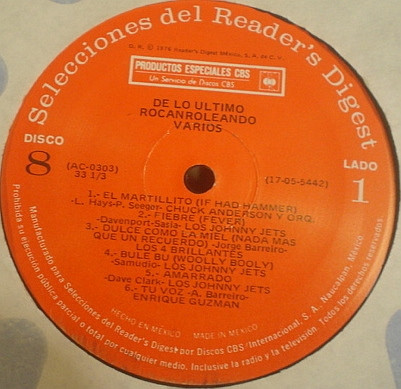 Selecciones del Reader's Digest
D. R. © 1976 Reader's Digest México, S. A. de C. V.
PRODUCTOS ESPECIALES CBS
Un Servicio de Discos CBS
DE LO ULTIMO
ROCANROLEANDO
VARIOS
DISCO
8
LADO
1
(AC-0303)
33 1/3
(17-05-5442)
1.- EL MARTILLITO (IF HAD HAMMER)
L. Hays-P. Seeger- CHUCK ANDERSON Y ORQ.
2.- FIEBRE (FEVER)
-Davenport-Sasia- LOS JOHNNY JETS
3.- DULCE COMO LA MIEL (NADA MAS
QUE UN RECUERDO) -Jorge Barreiro-
LOS 4 BRILLANTES
4.- BULE BU (WOOLLY BOOLY)
-Samudio- LOS JOHNNY JETS
5.- AMARRADO
-Dave Clark- LOS JOHNNY JETS
6.- TU VOZ -A. Barreiro-
ENRIQUE GUZMAN
HECHO EN MEXICO
MADE IN MEXICO
Manufacturado para Selecciones del Reader's Digest por Discos CBS/International, S. A., Naucalpan, México.
Prohibida su ejecución pública parcial o total por cualquier medio. Inclusive la radio y la televisión. Todos los derechos reservados.